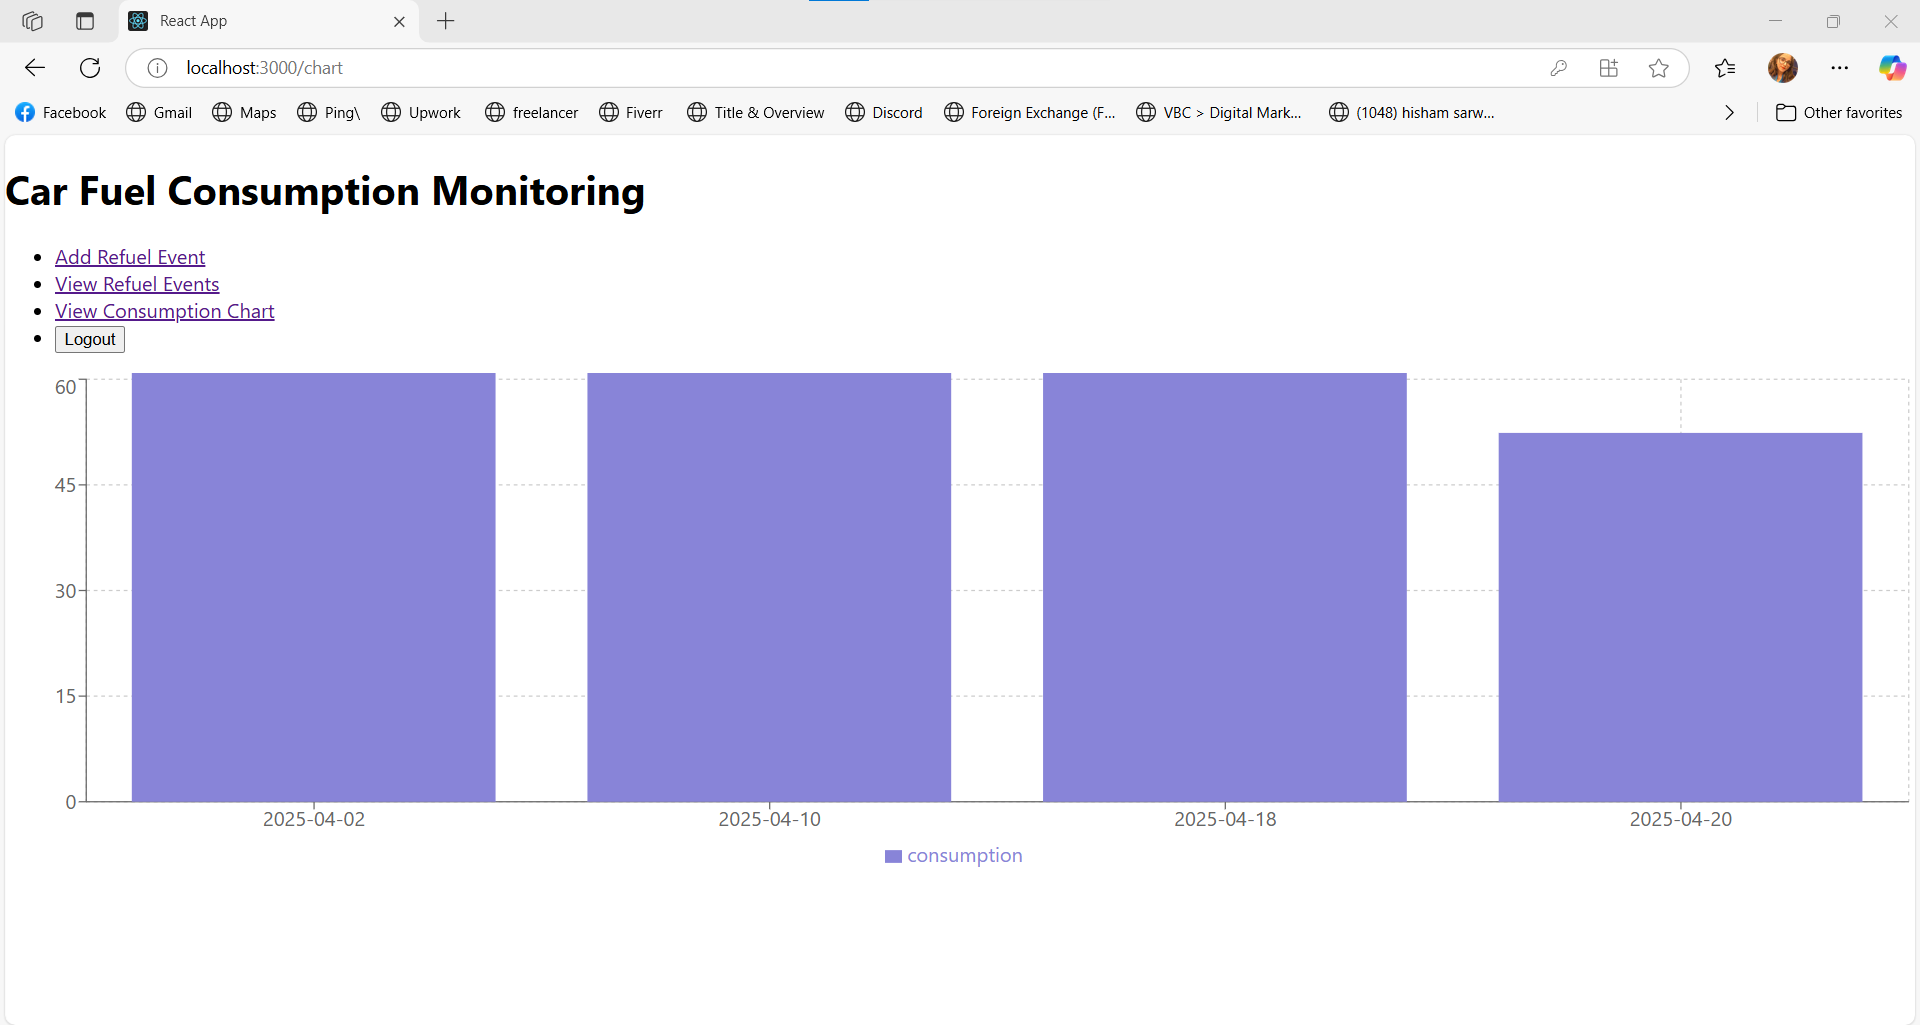 React App
localhost:3000/chart
Facebook Gmail Maps Ping\ Upwork freelancer Fiverr Title & Overview Discord Foreign Exchange (F... VBC > Digital Mark... (1048) hisham sarw... Other favorites
Car Fuel Consumption Monitoring
Add Refuel Event
View Refuel Events
View Consumption Chart
Logout
60
45
30
15
0
2025-04-02 2025-04-10 2025-04-18 2025-04-20
consumption